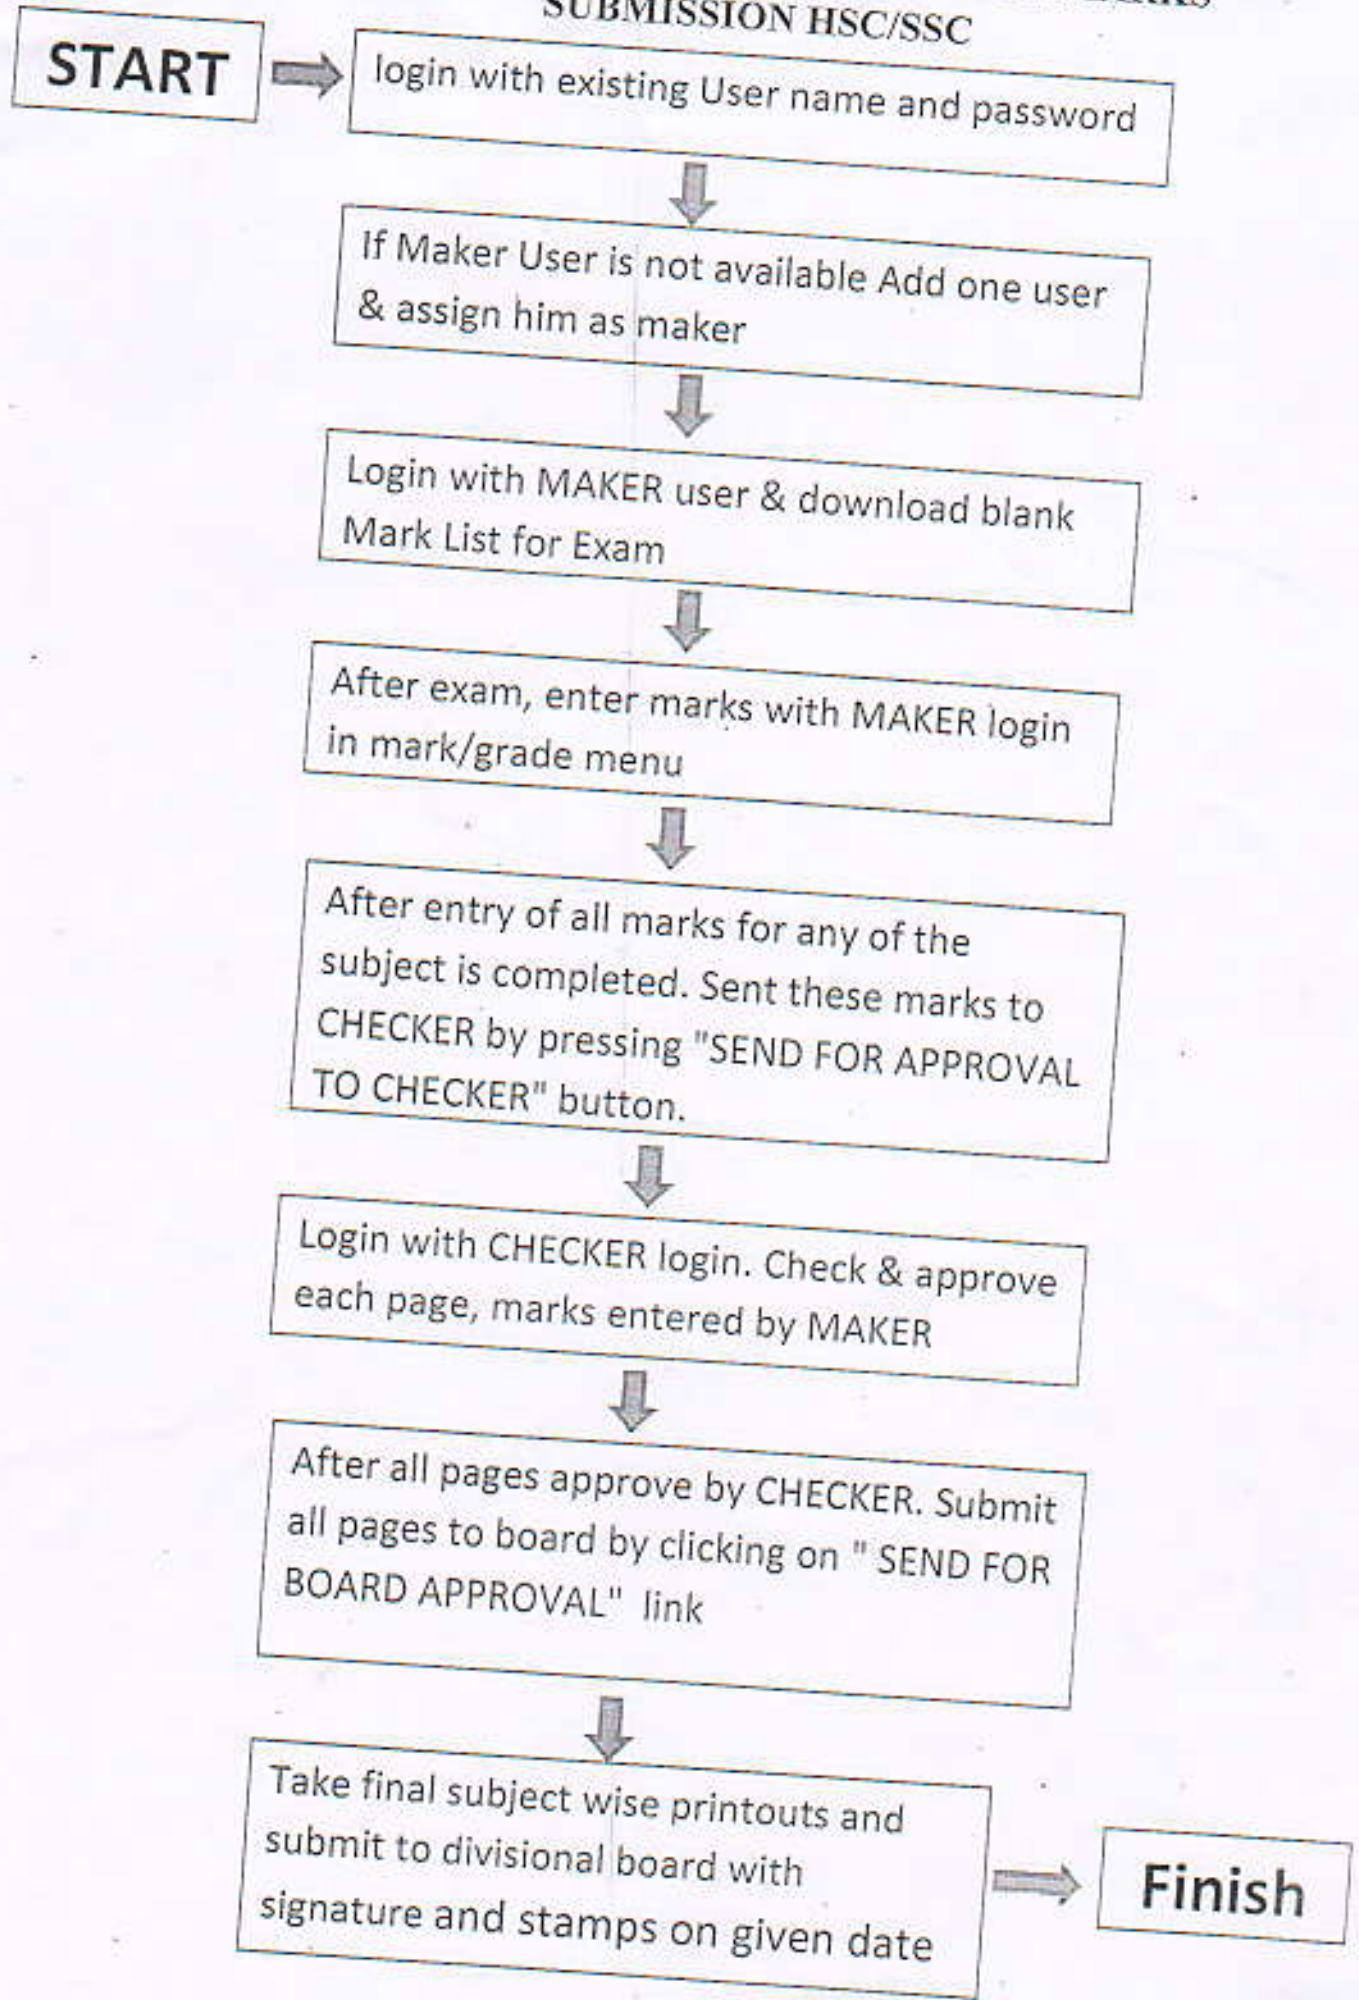 SUBMISSION HSC/SSC
START
login with existing User name and password
If Maker User is not available Add one user
& assign him as maker
Login with MAKER user & download blank
Mark List for Exam
After exam, enter marks with MAKER login
in mark/grade menu
After entry of all marks for any of the
subject is completed. Sent these marks to
CHECKER by pressing "SEND FOR APPROVAL
TO CHECKER" button.
Login with CHECKER login. Check & approve
each page, marks entered by MAKER
After all pages approve by CHECKER. Submit
all pages to board by clicking on " SEND FOR
BOARD APPROVAL"  link
Take final subject wise printouts and
submit to divisional board with
signature and stamps on given date
Finish